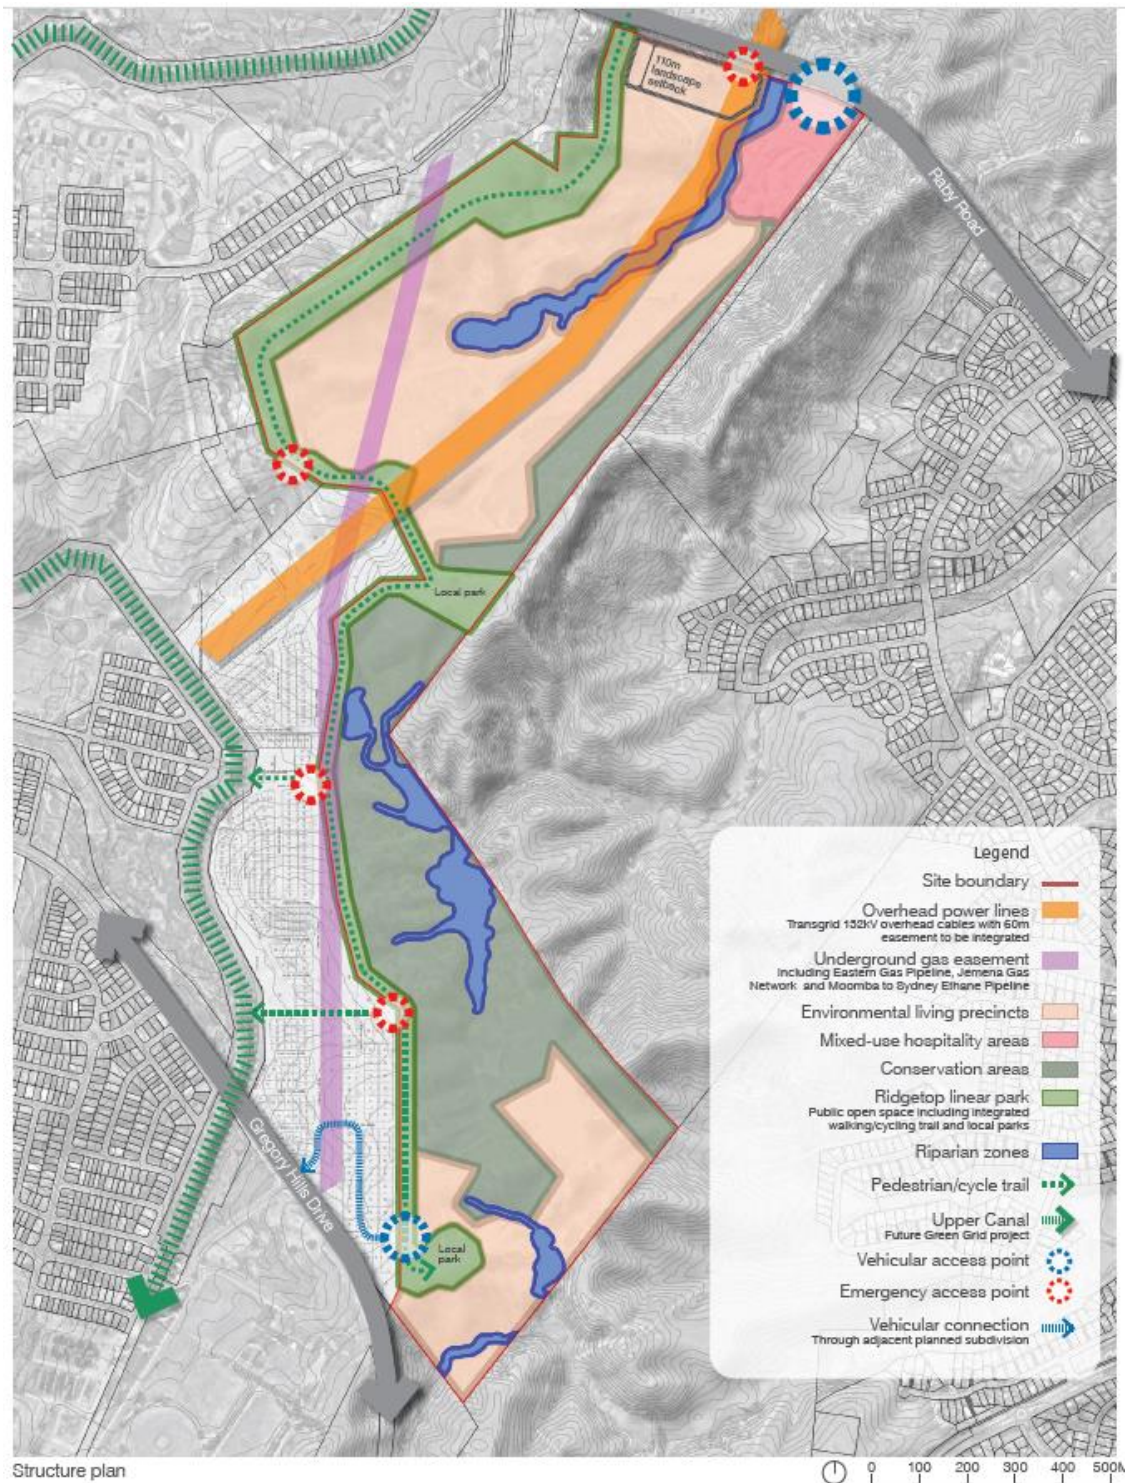 110m
landscape
setback
Raby Road
Local park
Gregory Hills Drive
Local
park
Legend
Site boundary
Overhead power lines
Transgrid 132kV overhead cables with 60m
easement to be integrated
Underground gas easement
Including Eastern Gas Pipeline, Jemena Gas
Network and Moomba to Sydney Ethane Pipeline
Environmental living precincts
Mixed-use hospitality areas
Conservation areas
Ridgetop linear park
Public open space including integrated
walking/cycling trail and local parks
Riparian zones
Pedestrian/cycle trail
Upper Canal
Future Green Grid project
Vehicular access point
Emergency access point
Vehicular connection
Through adjacent planned subdivision
Structure plan
0 100 200 300 400 500M